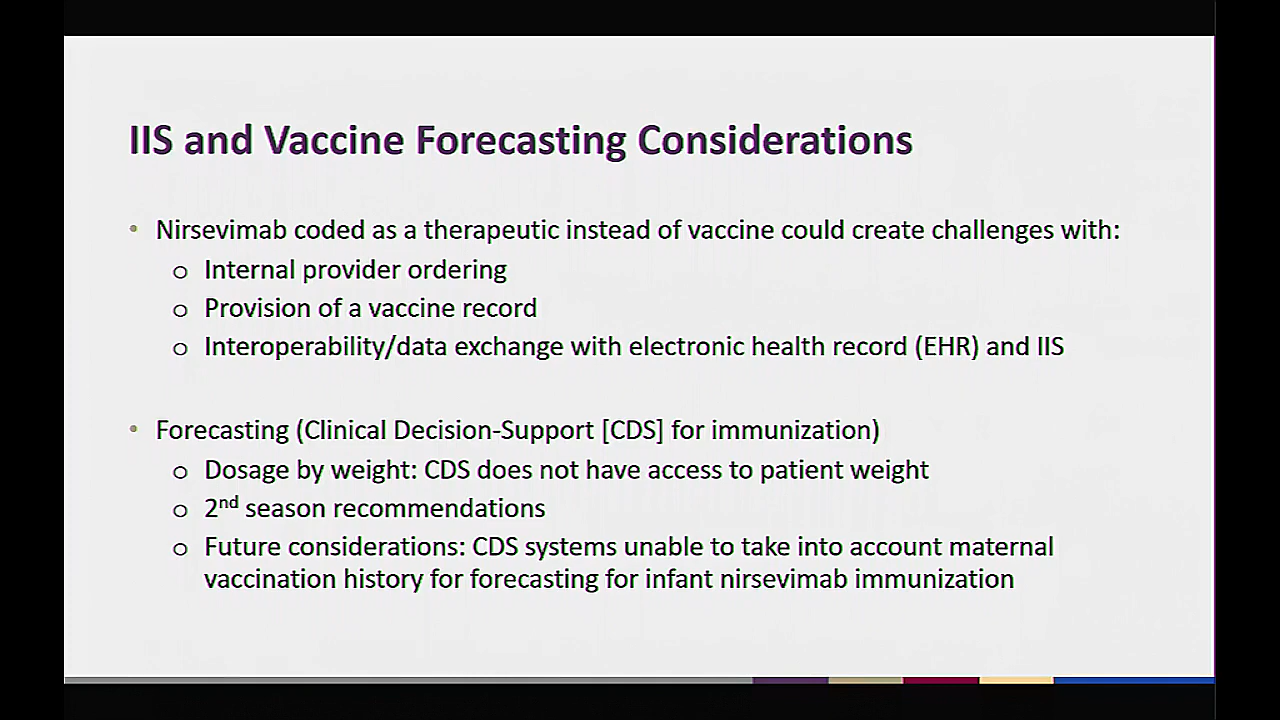 IIS and Vaccine Forecasting Considerations
• Nirsevimab coded as a therapeutic instead of vaccine could create challenges with:
o Internal provider ordering
o Provision of a vaccine record
o Interoperability/data exchange with electronic health record (EHR) and IIS
• Forecasting (Clinical Decision-Support [CDS] for immunization)
o Dosage by weight: CDS does not have access to patient weight
o 2nd season recommendations
o Future considerations: CDS systems unable to take into account maternal
vaccination history for forecasting for infant nirsevimab immunization